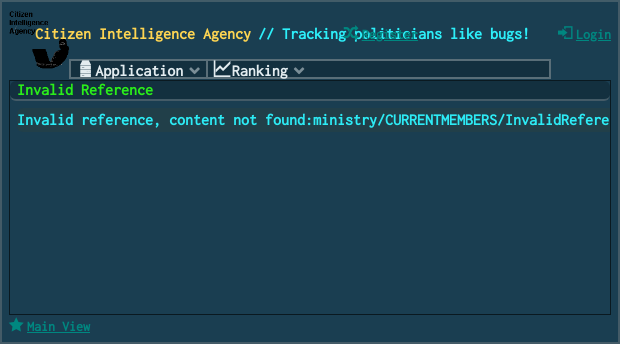 Citizen
Intelligence
Agency
Citizen Intelligence Agency // Tracking politicians like bugs!
Register
Login
Application
Ranking
Invalid Reference
Invalid reference, content not found:ministry/CURRENTMEMBERS/InvalidRefere
Main View